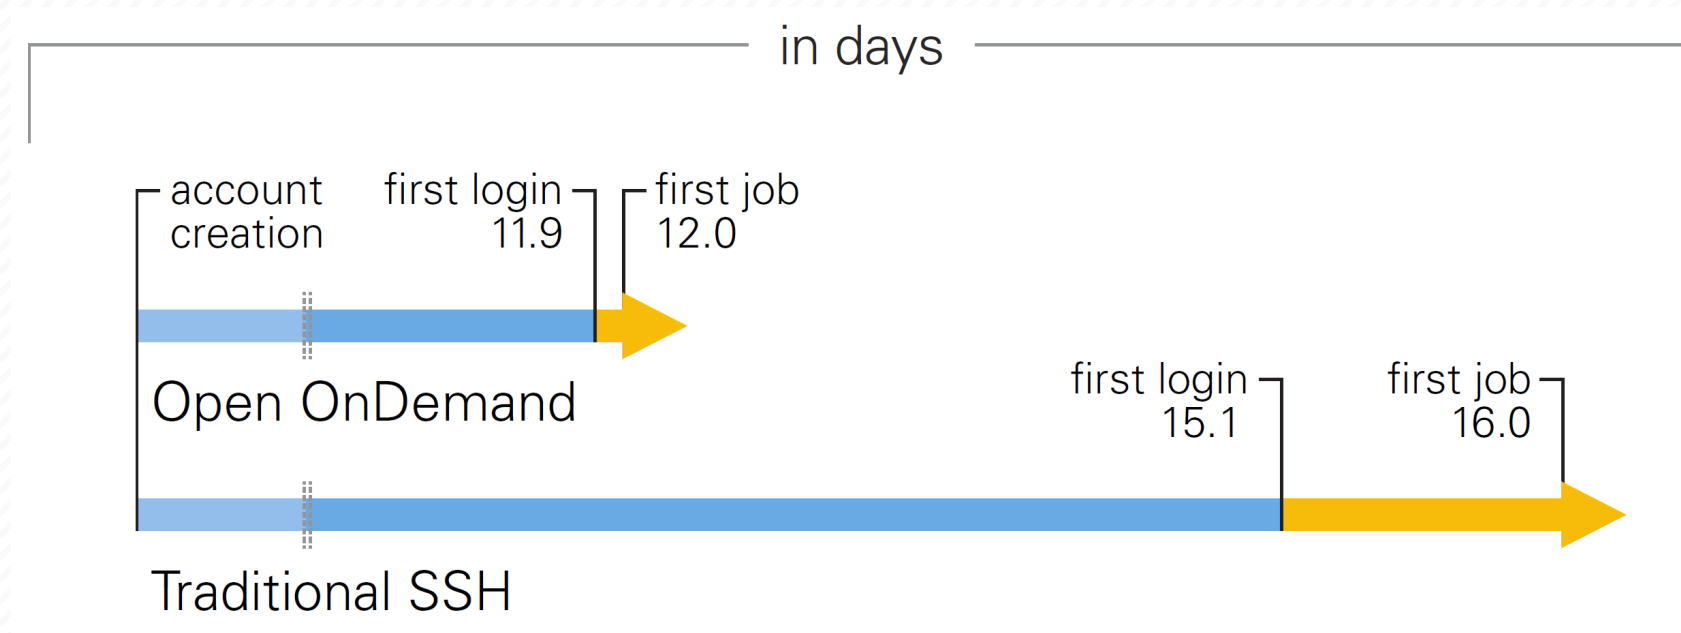 in days
account
creation
first login
11.9
first job
12.0
Open OnDemand
first login
15.1
first job
16.0
Traditional SSH